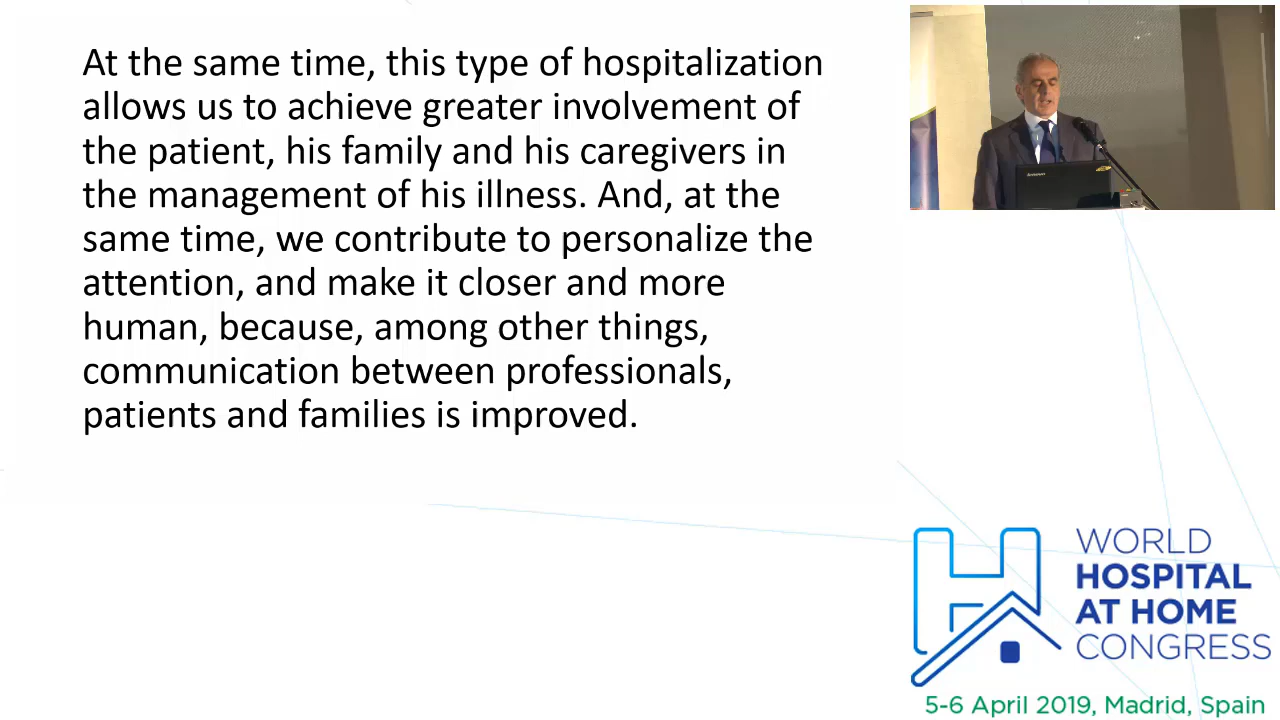 At the same time, this type of hospitalization
allows us to achieve greater involvement of
the patient, his family and his caregivers in
the management of his illness. And, at the
same time, we contribute to personalize the
attention, and make it closer and more
human, because, among other things,
communication between professionals,
patients and families is improved.
lenovo
WORLD
HOSPITAL
AT HOME
CONGRESS
5-6 April 2019, Madrid, Spain